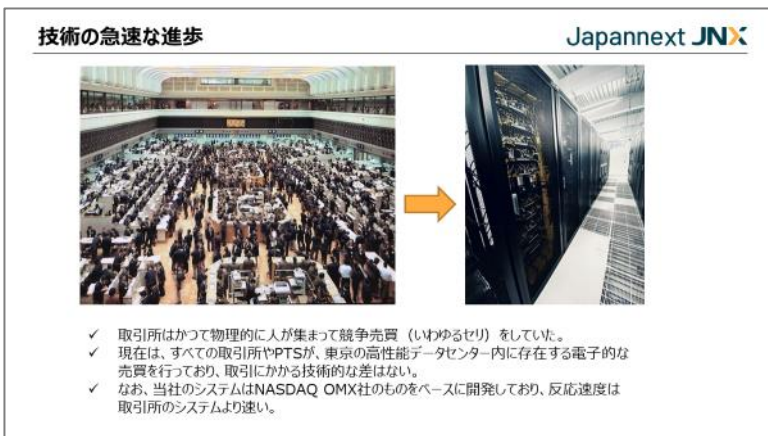 技術の急速な進歩
Japannext JNX
✓ 取引所はかつて物理的に人が集まって競争売買（いわゆるセリ）をしていた。
✓ 現在は、すべての取引所やPTSが、東京の高性能データセンター内に存在する電子的な
売買を行っており、取引にかかる技術的な差はない。
✓ なお、当社のシステムはNASDAQ OMX社のものをベースに開発しており、反応速度は
取引所のシステムより速い。